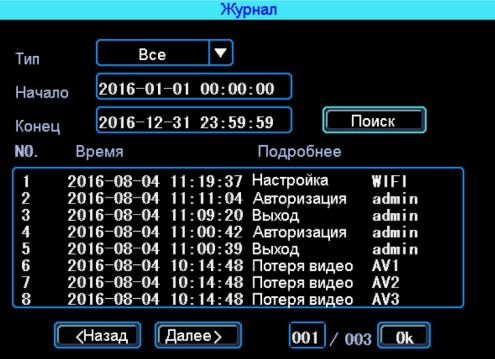 Журнал
Тип Все
Начало 2016-01-01 00:00:00
Конец 2016-12-31 23:59:59 Поиск
NO. Время Подробнее
1 2016-08-04 11:19:37 Настройка WIFI
2 2016-08-04 11:11:04 Авторизация admin
3 2016-08-04 11:09:20 Выход admin
4 2016-08-04 11:00:42 Авторизация admin
5 2016-08-04 11:00:39 Выход admin
6 2016-08-04 10:14:48 Потеря видео AV1
7 2016-08-04 10:14:48 Потеря видео AV2
8 2016-08-04 10:14:48 Потеря видео AV3
<Назад Далее> 001 / 003 Ok